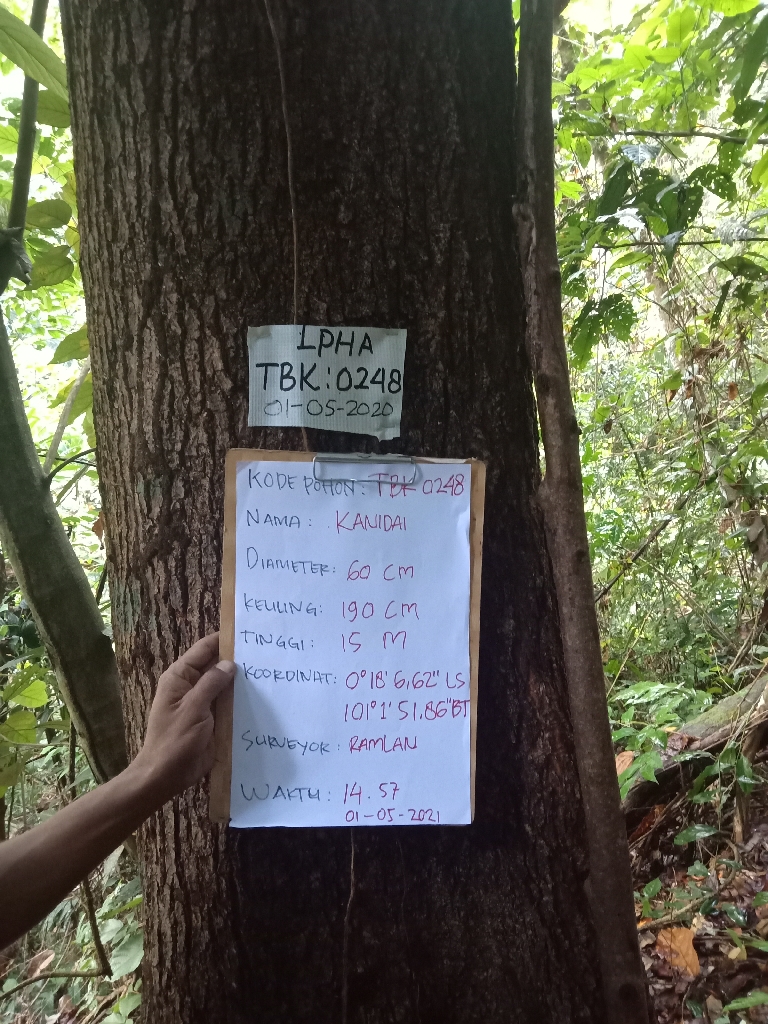 LPHA
TBK:0248
01-05-2020
KODE POHON: TBK 0248
NAMA: KANIDAI
DIAMETER: 60 CM
KELILING: 190 CM
TINGGI: 15 M
KOORDINAT: 0°18'6,62" LS
101°1'51,86" BT
SURVEYOR: RAMLAN
WAKTU: 14.57
01-05-2021